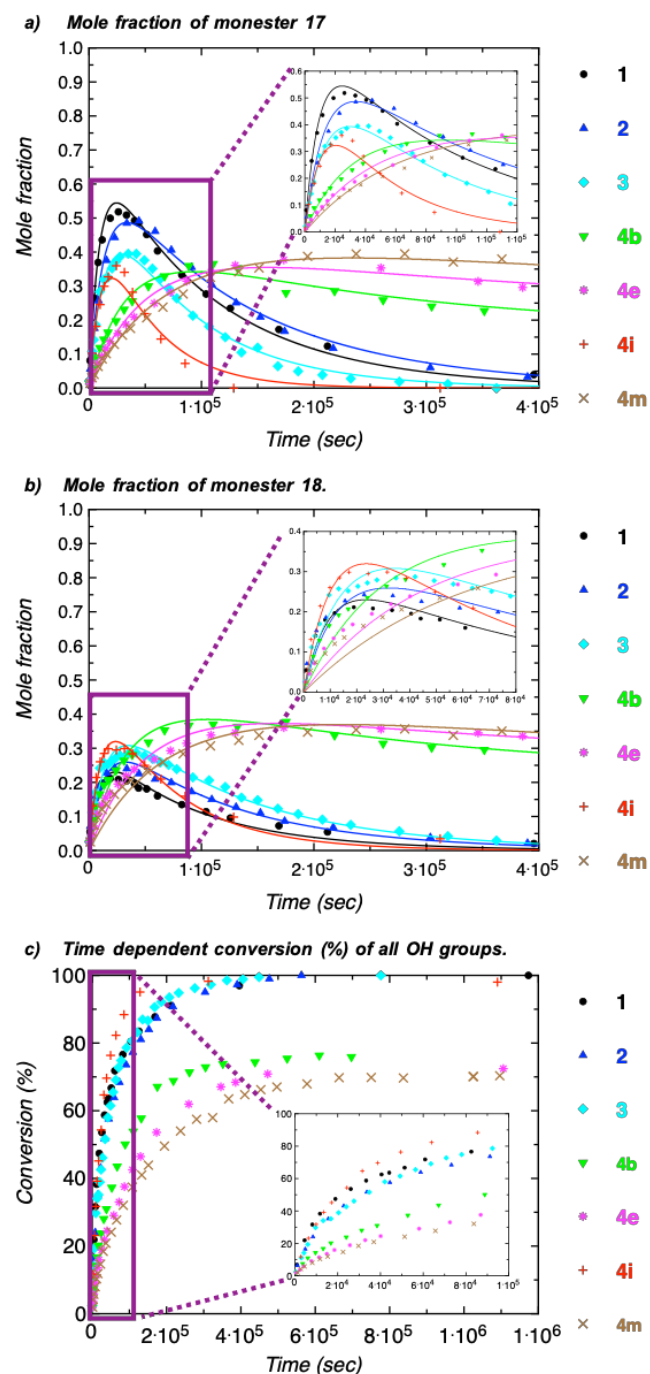 a) Mole fraction of monester 17
Mole fraction
1.0
0.9
0.8
0.7
0.6
0.5
0.4
0.3
0.2
0.1
0.0
0.6
0.5
0.4
0.3
0.2
0.1
0.0
0 2·10⁴ 4·10⁴ 6·10⁴ 8·10⁴ 1·10⁵ 1·10⁵ 1·10⁵
0 1·10⁵ 2·10⁵ 3·10⁵ 4·10⁵
Time (sec)
1
2
3
4b
4e
4i
4m
b) Mole fraction of monester 18.
Mole fraction
1.0
0.9
0.8
0.7
0.6
0.5
0.4
0.3
0.2
0.1
0.0
0.4
0.3
0.2
0.1
0.0
1·10⁴ 2·10⁴ 3·10⁴ 4·10⁴ 5·10⁴ 6·10⁴ 7·10⁴ 8·10⁴
0 1·10⁵ 2·10⁵ 3·10⁵ 4·10⁵
Time (sec)
1
2
3
4b
4e
4i
4m
c) Time dependent conversion (%) of all OH groups.
Conversion (%)
100
80
60
40
20
0
100
80
60
40
20
0
0 2·10⁶ 4·10⁶ 6·10⁴ 8·10⁴ 1·10⁵
0 2·10⁵ 4·10⁵ 6·10⁵ 8·10⁵ 1·10⁶ 1·10⁶
Time (sec)
1
2
3
4b
4e
4i
4m